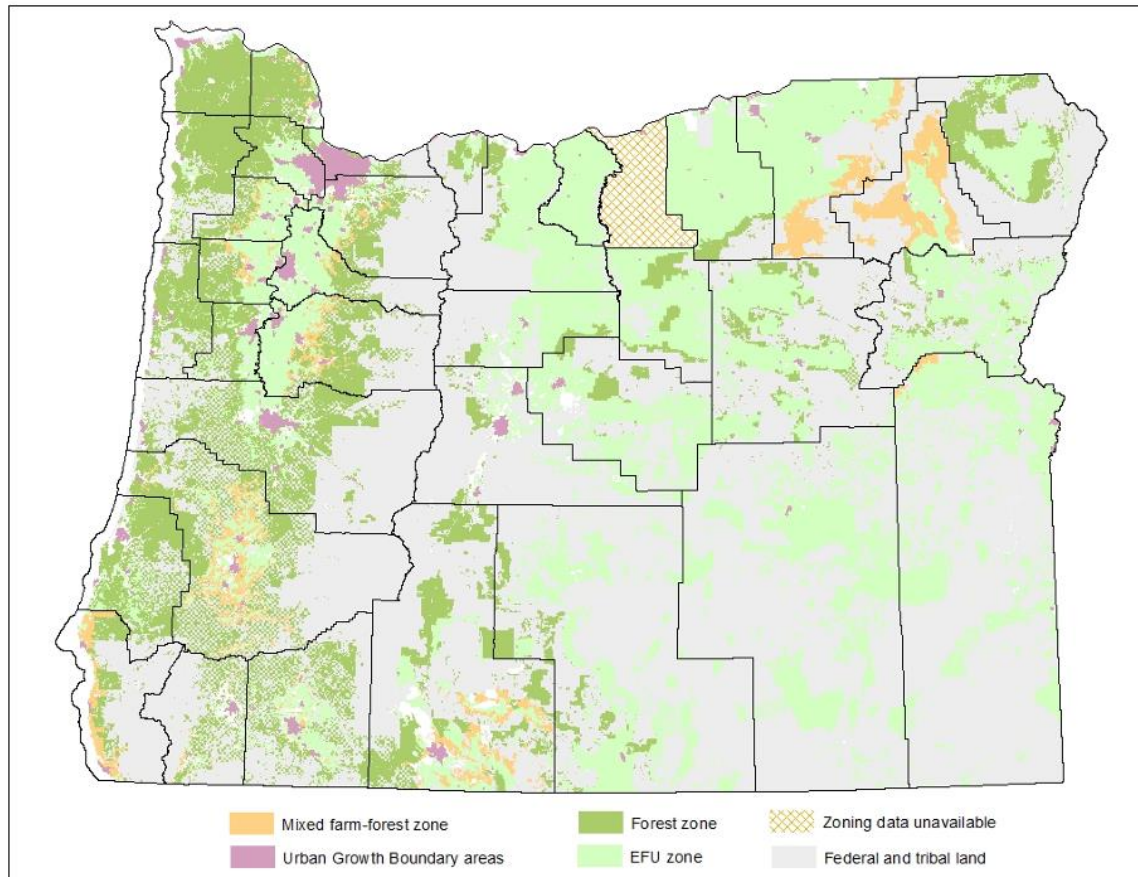 Mixed farm-forest zone
Forest zone
Zoning data unavailable
Urban Growth Boundary areas
EFU zone
Federal and tribal land